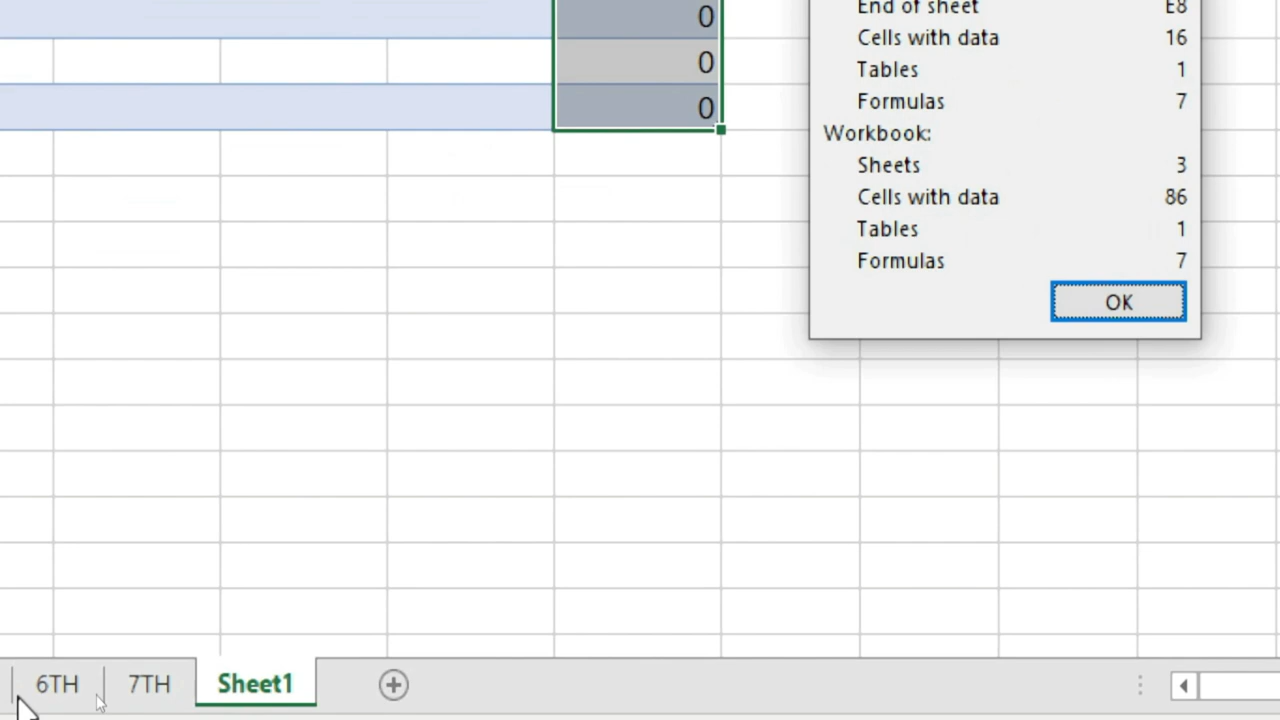 0
0
0
End of sheet E8
Cells with data 16
Tables 1
Formulas 7
Workbook:
Sheets 3
Cells with data 86
Tables 1
Formulas 7
OK
6TH 7TH Sheet1